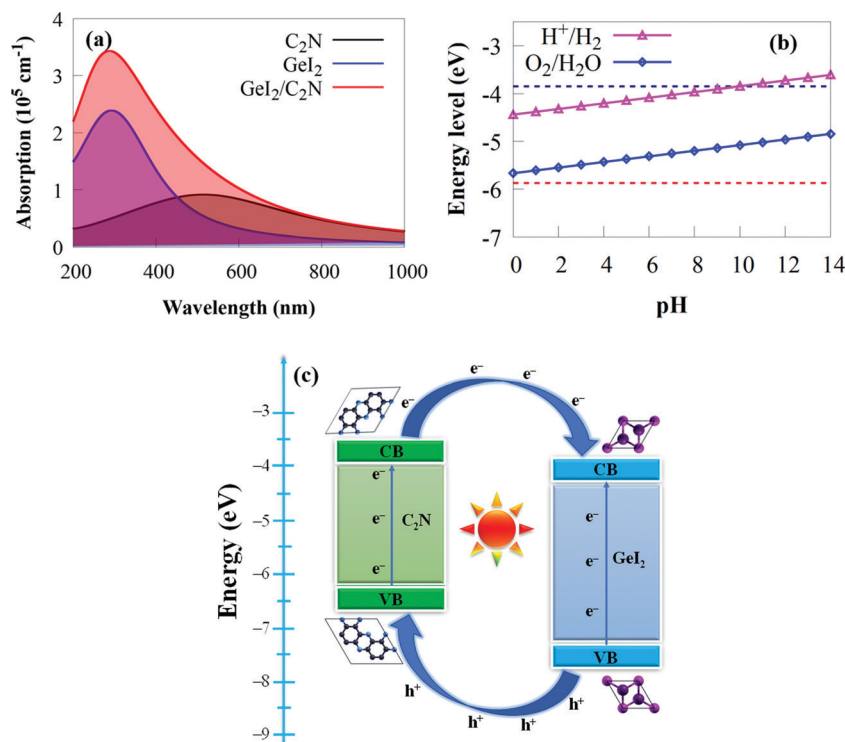 (a)
C₂N
GeI₂
GeI₂/C₂N
Absorption (10⁵ cm⁻¹)
4
3
2
1
0
200 400 600 800 1000
Wavelength (nm)
(b)
H⁺/H₂
O₂/H₂O
Energy level (eV)
-3
-4
-5
-6
-7
0 2 4 6 8 10 12 14
pH
(c)
Energy (eV)
–3
–4
–5
–6
–7
–8
–9
e⁻ e⁻ e⁻ e⁻
CB
e⁻
e⁻
C₂N
e⁻
VB
CB
e⁻
e⁻
GeI₂
e⁻
VB
h⁺ h⁺ h⁺ h⁺